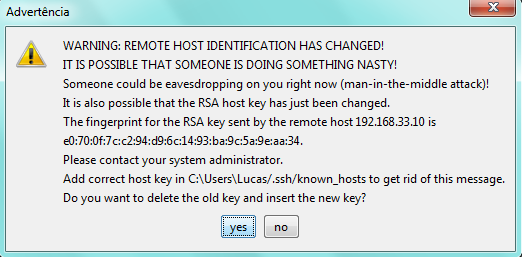 Advertência
WARNING: REMOTE HOST IDENTIFICATION HAS CHANGED!
IT IS POSSIBLE THAT SOMEONE IS DOING SOMETHING NASTY!
Someone could be eavesdropping on you right now (man-in-the-middle attack)!
It is also possible that the RSA host key has just been changed.
The fingerprint for the RSA key sent by the remote host 192.168.33.10 is
e0:70:0f:7c:c2:94:d9:6c:14:93:ba:9c:5a:9e:aa:34.
Please contact your system administrator.
Add correct host key in C:\Users\Lucas/.ssh/known_hosts to get rid of this message.
Do you want to delete the old key and insert the new key?
yes no